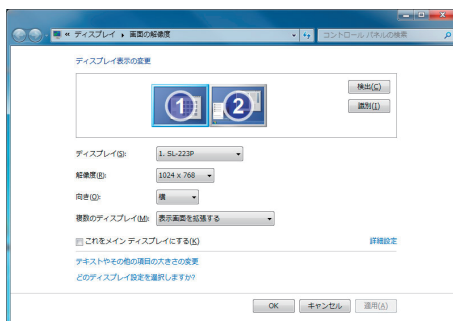 « ディスプレイ ▸ 画面の解像度
コントロール パネルの検索
ディスプレイ表示の変更
1
2
検出(C)
識別(I)
ディスプレイ(S):
1. SL-223P
解像度(R):
1024 x 768
向き(O):
横
複数のディスプレイ(M):
表示画面を拡張する
これをメイン ディスプレイにする(K)
詳細設定
テキストやその他の項目の大きさの変更
どのディスプレイ設定を選択しますか?
OK
キャンセル
適用(A)